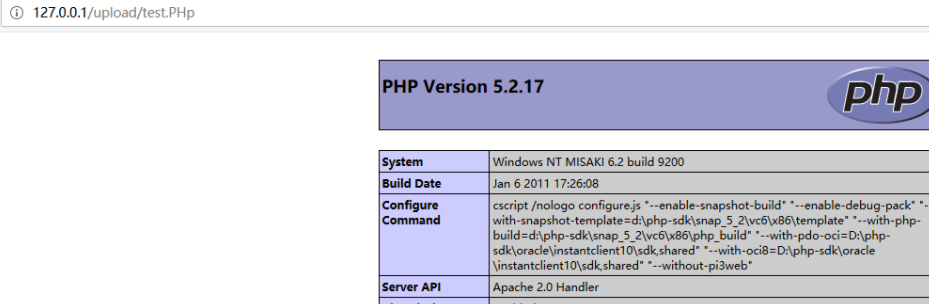 127.0.0.1/upload/test.PHp
PHP Version 5.2.17
php
System Windows NT MISAKI 6.2 build 9200
Build Date Jan 6 2011 17:26:08
Configure Command cscript /nologo configure.js "--enable-snapshot-build" "--enable-debug-pack" "-
with-snapshot-template=d:\php-sdk\snap_5_2\vc6\x86\template" "--with-php-
build=d:\php-sdk\snap_5_2\vc6\x86\php_build" "--with-pdo-oci=D:\php-
sdk\oracle\instantclient10\sdk,shared" "--with-oci8=D:\php-sdk\oracle
\instantclient10\sdk,shared" "--without-pi3web"
Server API Apache 2.0 Handler